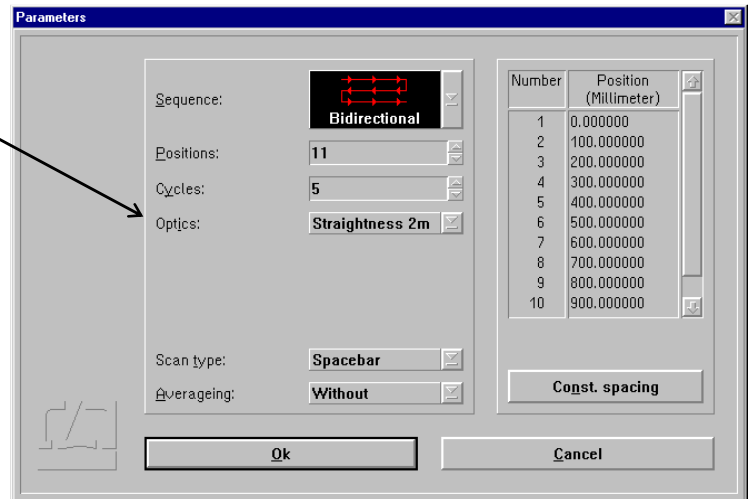 Parameters
Sequence:
Bidirectional
Positions:
11
Cycles:
5
Optics:
Straightness 2m
Scan type:
Spacebar
Averageing:
Without
Number Position
(Millimeter)
1 0.000000
2 100.000000
3 200.000000
4 300.000000
5 400.000000
6 500.000000
7 600.000000
8 700.000000
9 800.000000
10 900.000000
Const. spacing
Ok
Cancel